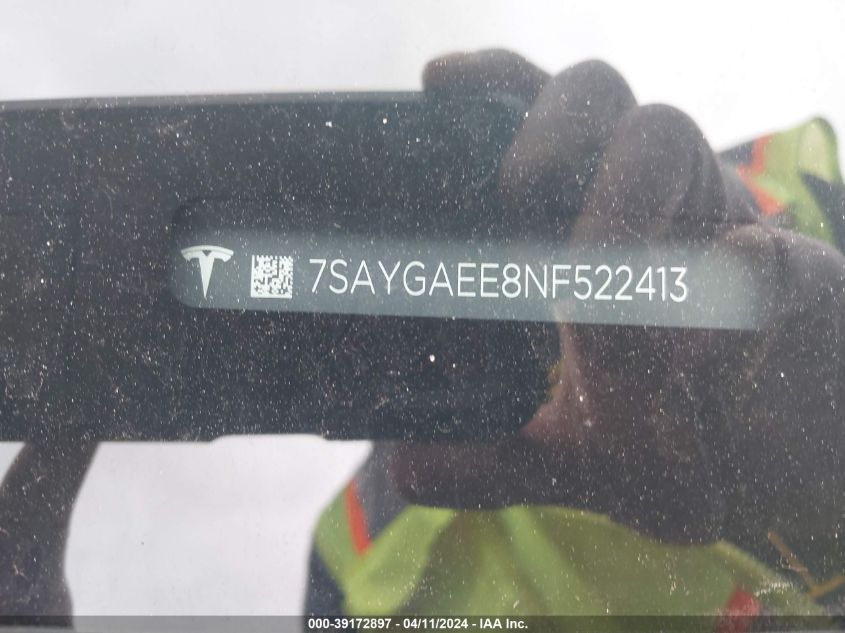 7SAYGAEE8NF522413
000-39172897 - 04/11/2024 - IAA Inc.